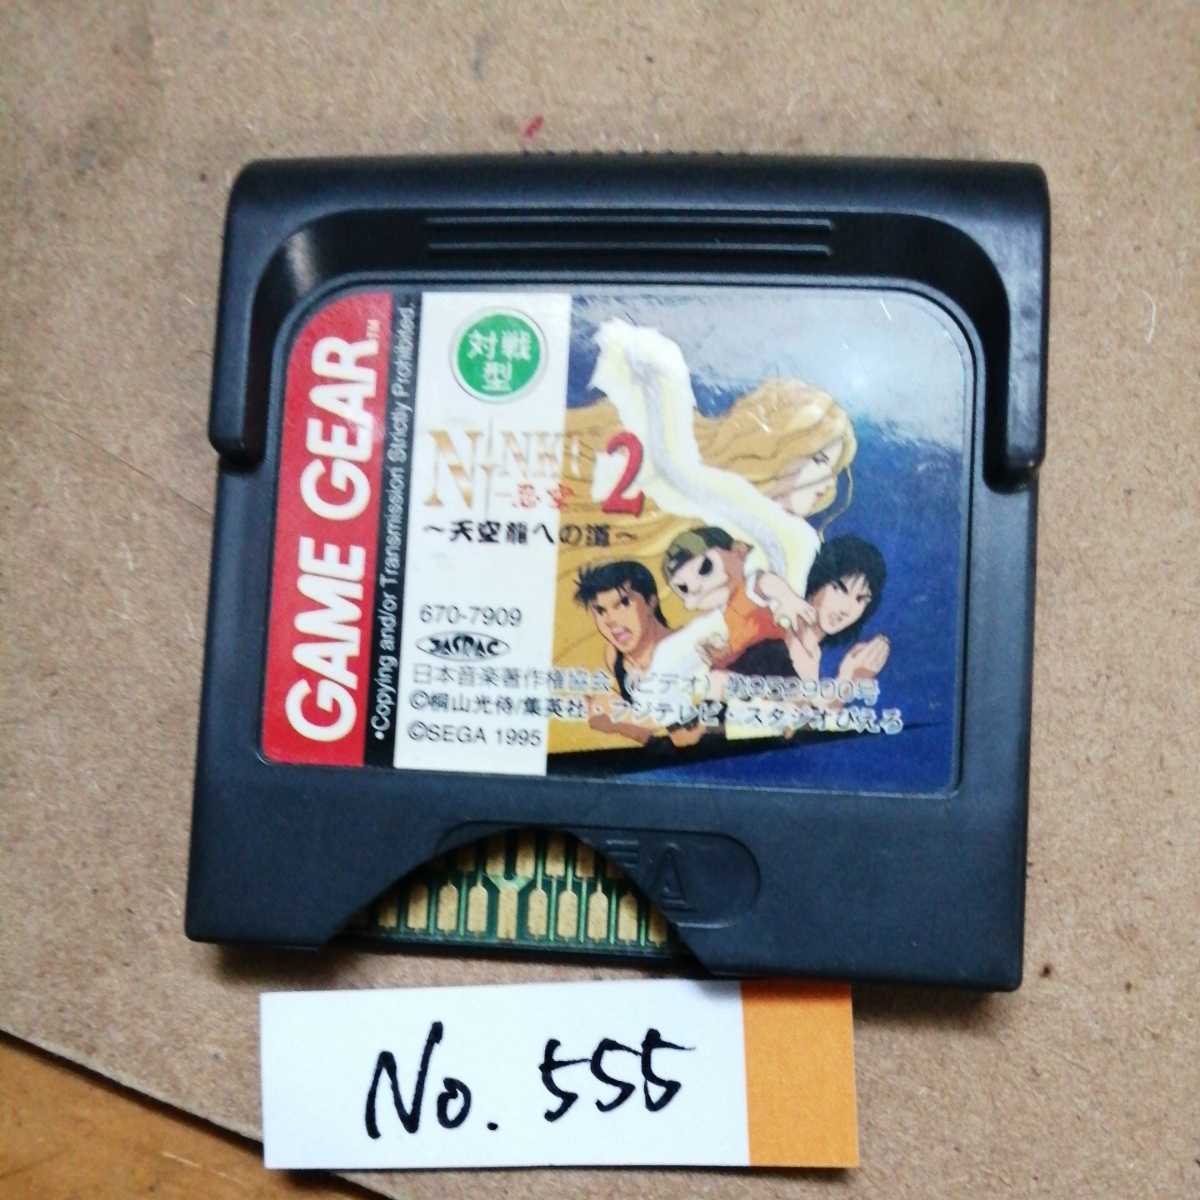 GAME GEAR™
•Copying and/or Transmission Strictly Prohibited.
対戦
型
NINKU
-忍空-
2
〜天空龍への道〜
670-7909
JASRAC
日本音楽著作権協会(ビデオ)第952900号
©桐山光侍/集英社・フジテレビ・スタジオぴえろ
©SEGA 1995
No. 555